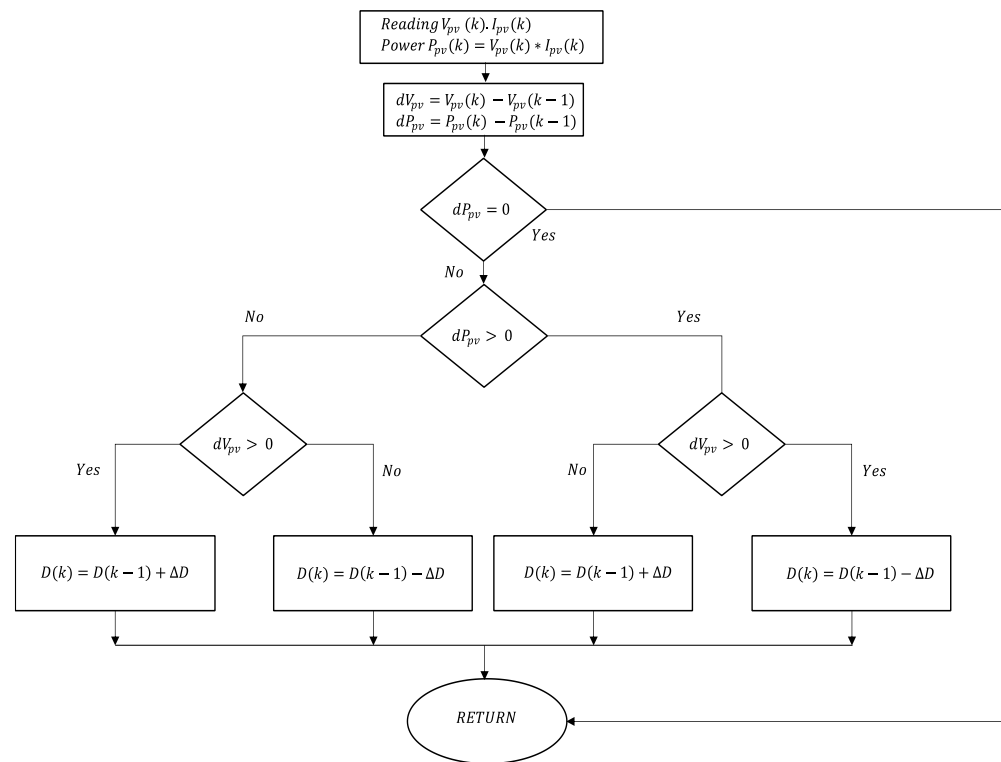 Reading V_pv (k). I_pv(k)
Power P_pv(k) = V_pv(k) ∗ I_pv(k)
dV_pv = V_pv(k) − V_pv(k−1)
dP_pv = P_pv(k) − P_pv(k−1)
dP_pv = 0
Yes
No
No
dP_pv > 0
Yes
dV_pv > 0
dV_pv > 0
Yes
No
No
Yes
D(k) = D(k−1) + ΔD
D(k) = D(k−1) − ΔD
D(k) = D(k−1) + ΔD
D(k) = D(k−1) − ΔD
RETURN